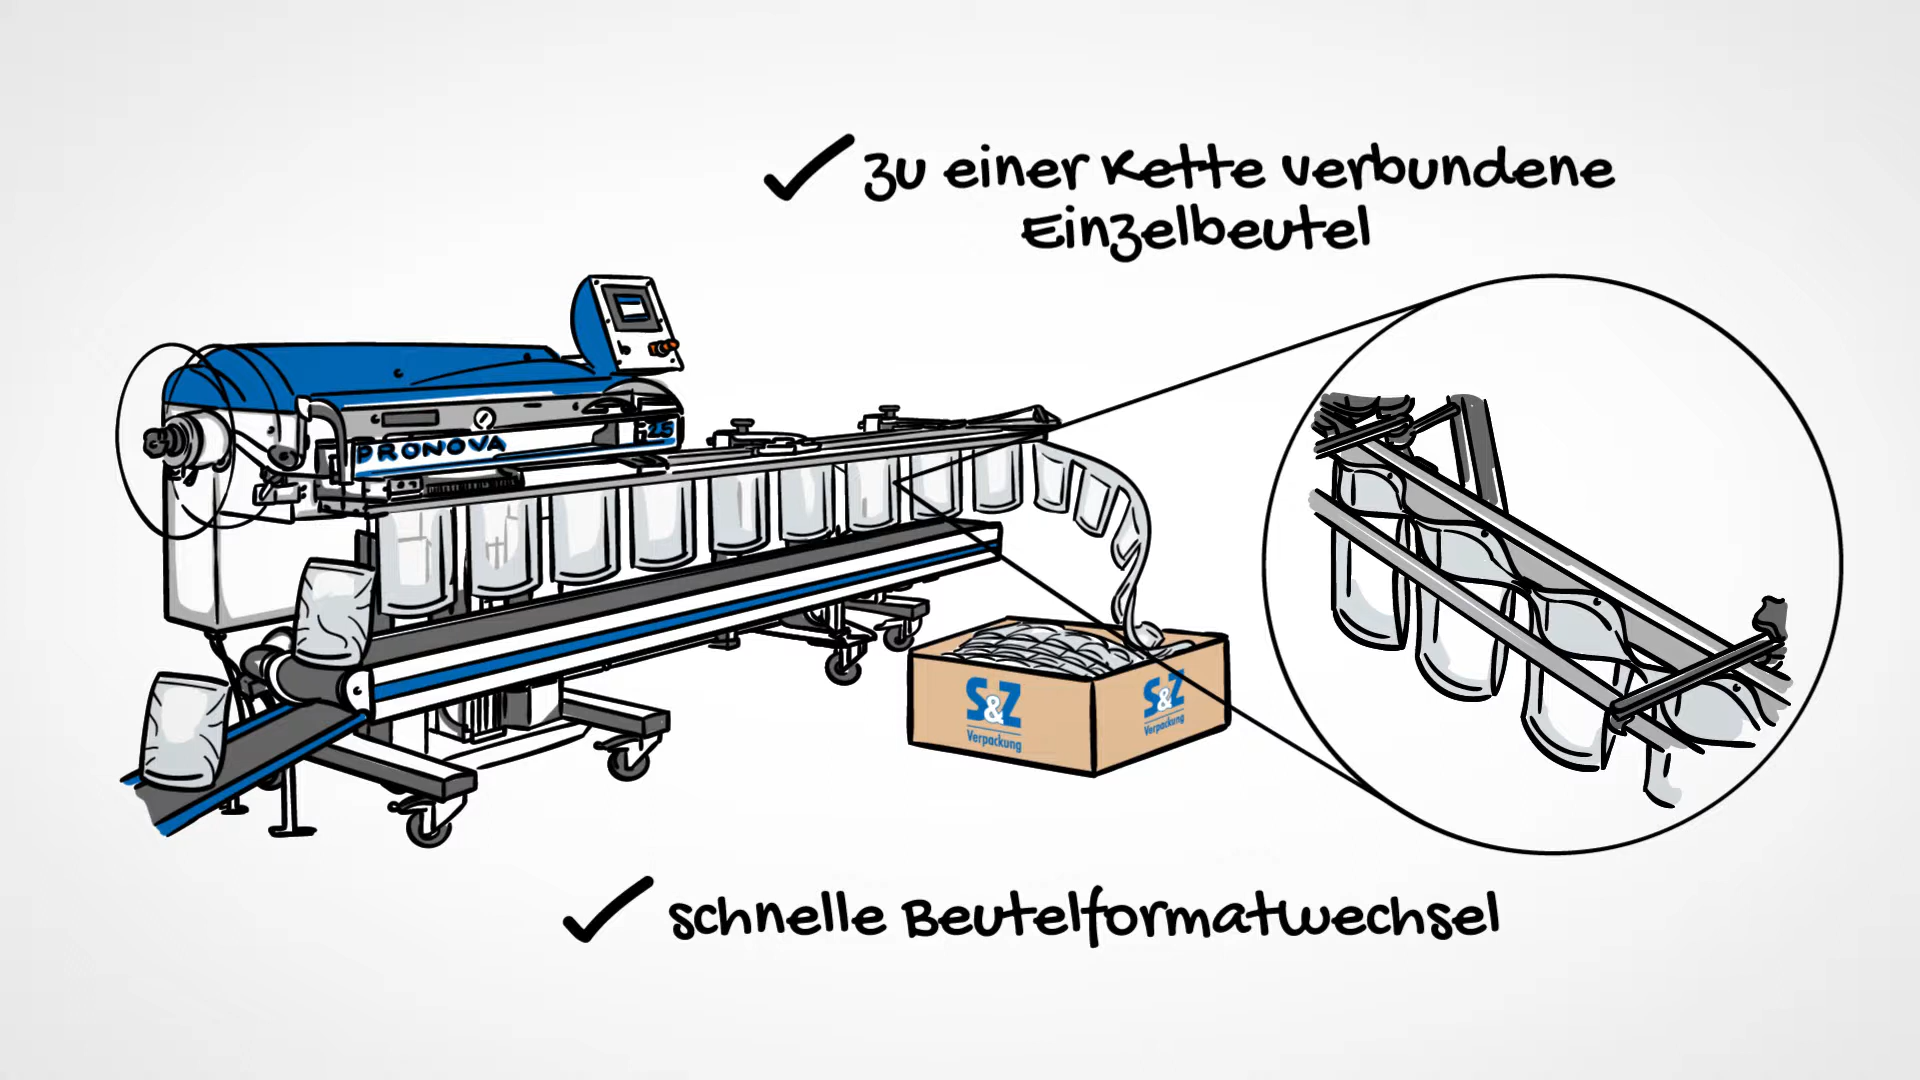 zu einer Kette verbundene
Einzelbeutel
PRONOVA
S&Z
Verpackung
S&Z
Verpackung
schnelle Beutelformatwechsel